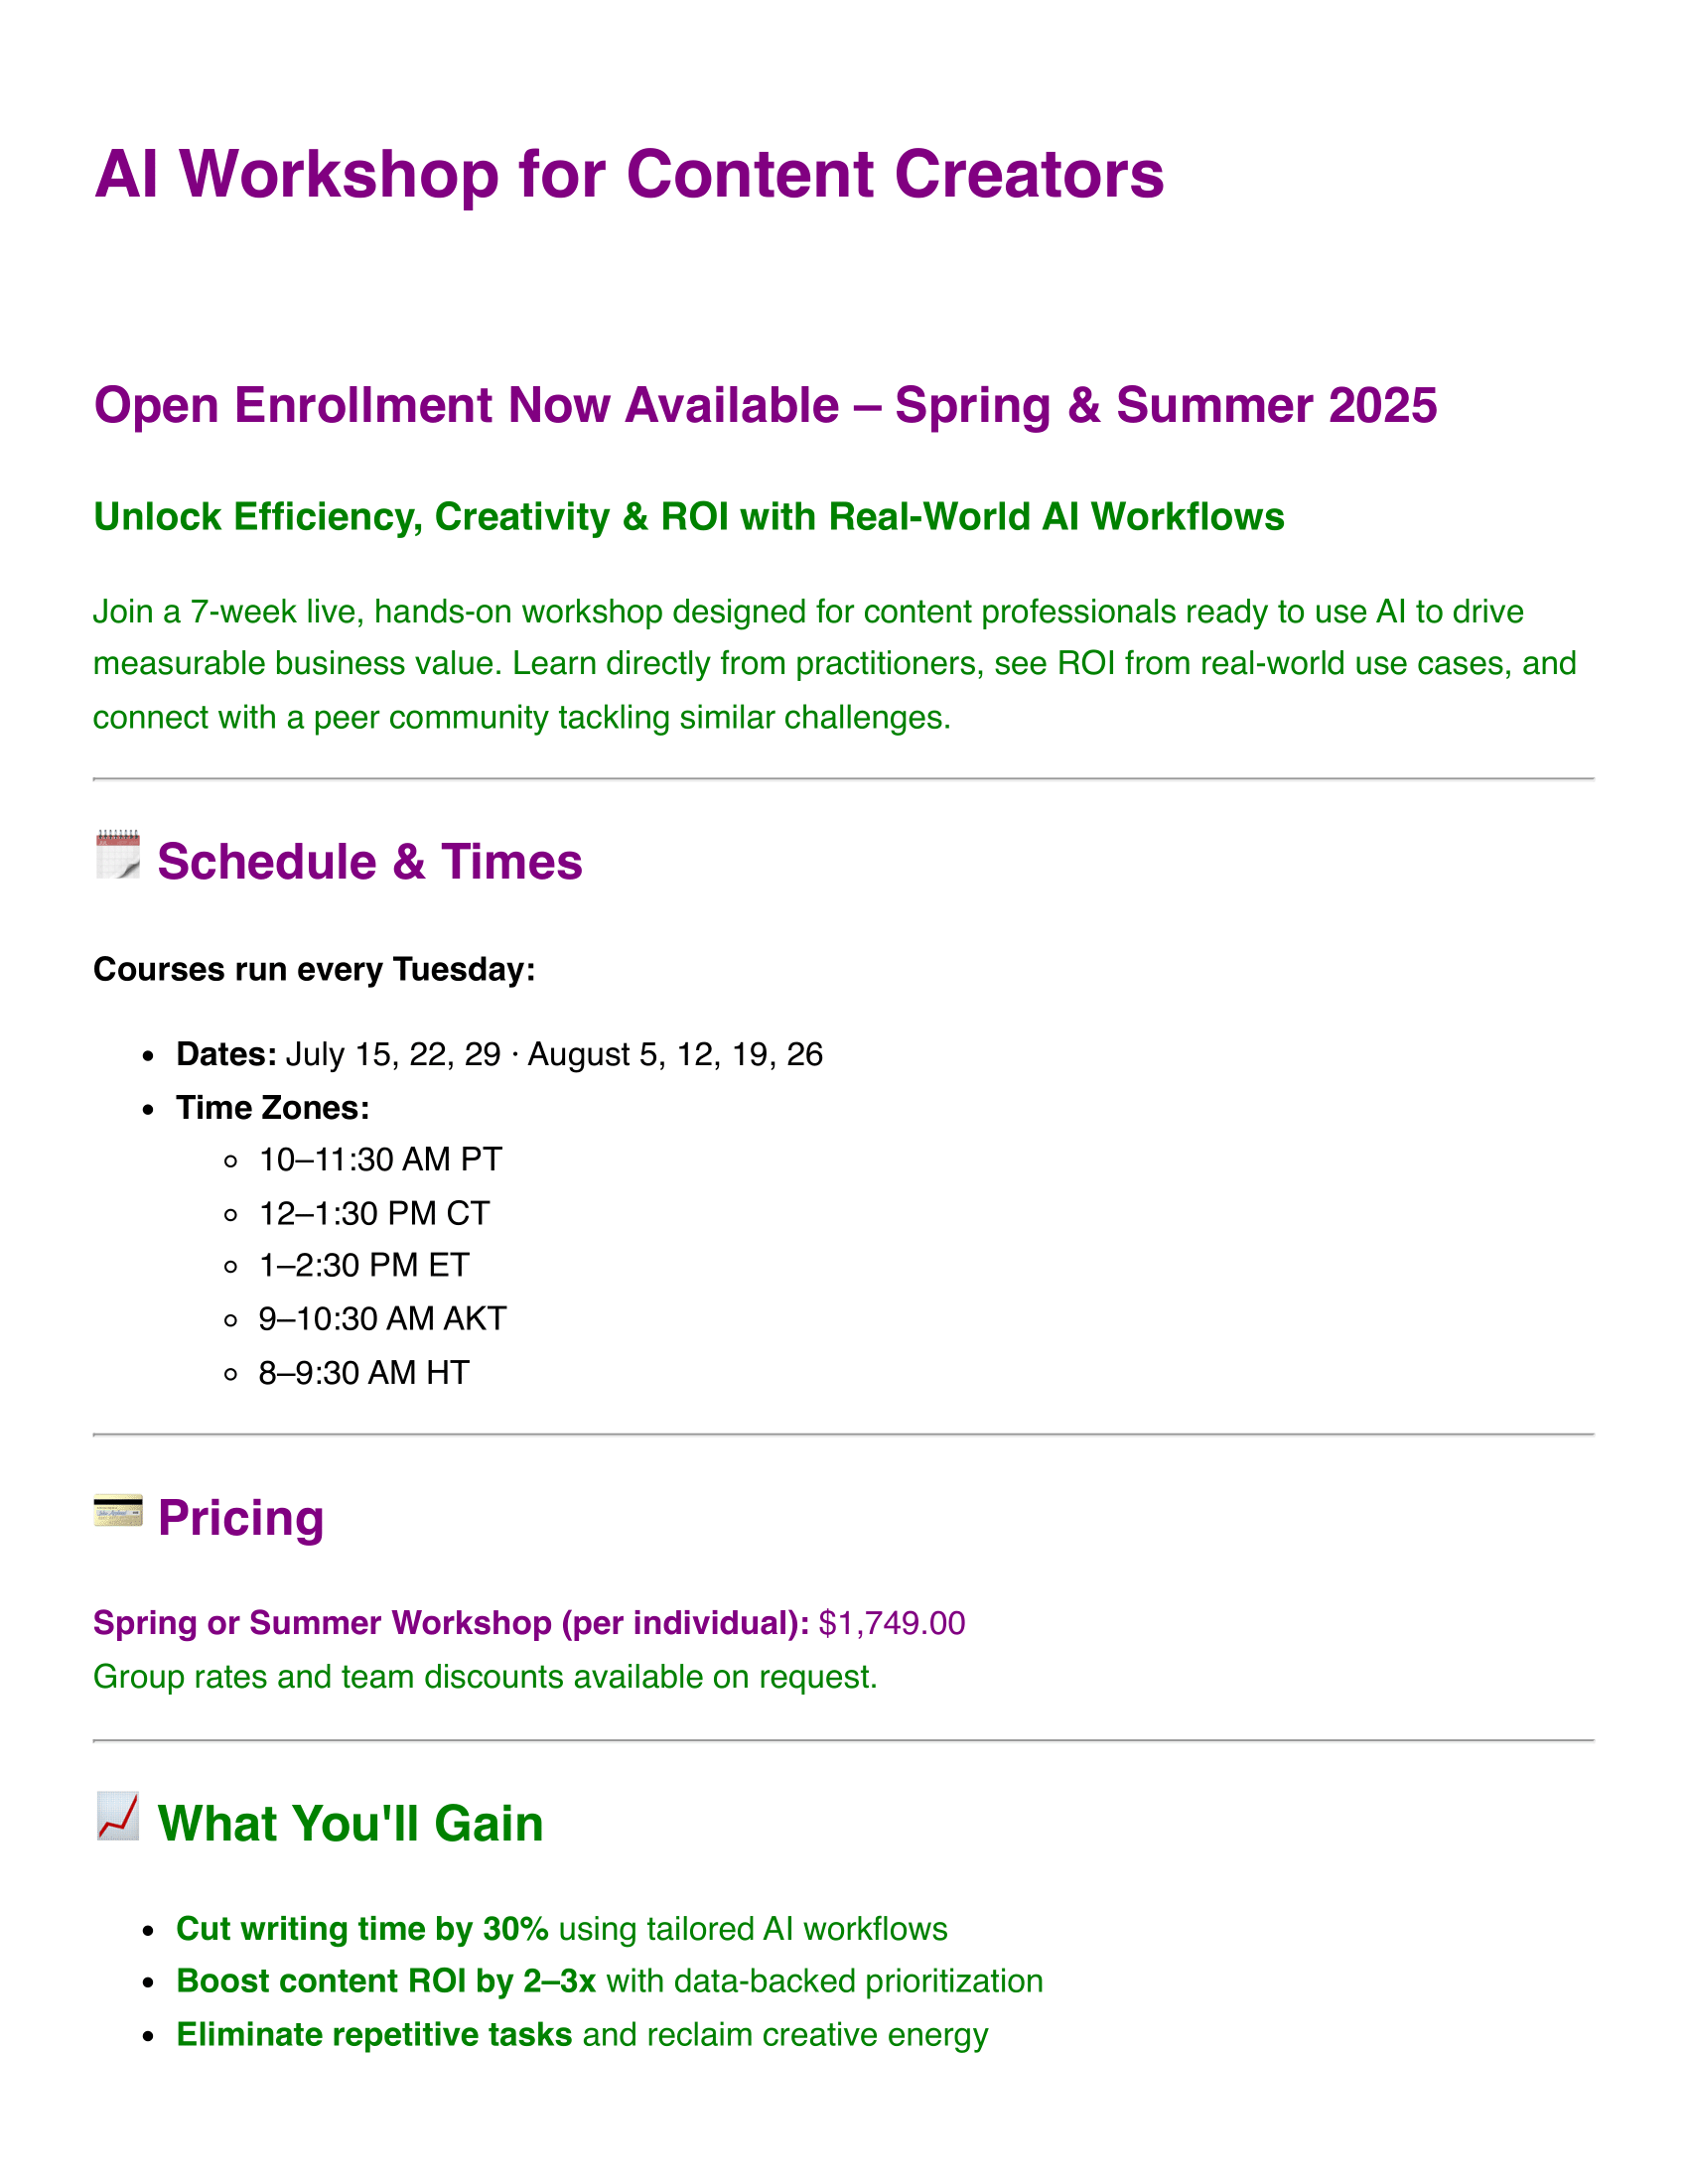 AI Workshop for Content Creators
Open Enrollment Now Available – Spring & Summer 2025
Unlock Efficiency, Creativity & ROI with Real-World AI Workflows
Join a 7-week live, hands-on workshop designed for content professionals ready to use AI to drive
measurable business value. Learn directly from practitioners, see ROI from real-world use cases, and
connect with a peer community tackling similar challenges.
Schedule & Times
Courses run every Tuesday:
• Dates: July 15, 22, 29 · August 5, 12, 19, 26
• Time Zones:
◦ 10–11:30 AM PT
◦ 12–1:30 PM CT
◦ 1–2:30 PM ET
◦ 9–10:30 AM AKT
◦ 8–9:30 AM HT
Pricing
Spring or Summer Workshop (per individual): $1,749.00
Group rates and team discounts available on request.
What You'll Gain
• Cut writing time by 30% using tailored AI workflows
• Boost content ROI by 2–3x with data-backed prioritization
• Eliminate repetitive tasks and reclaim creative energy